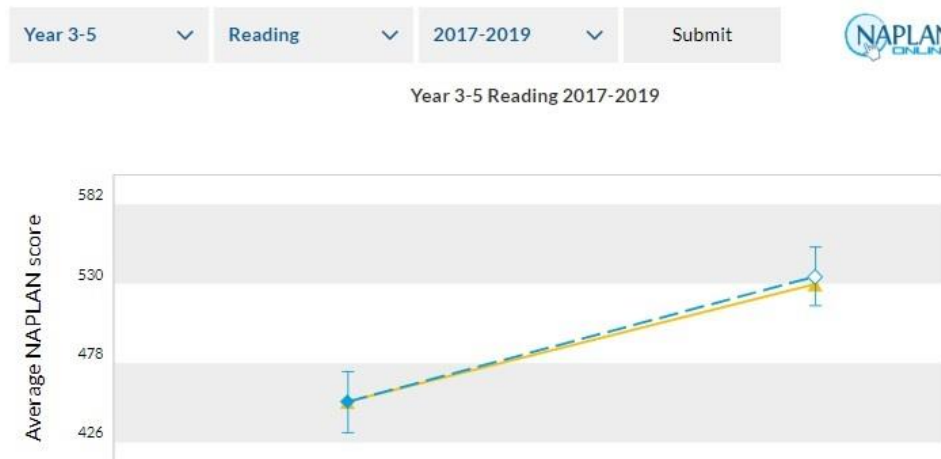 Year 3-5 Reading 2017-2019 Submit
NAPLAN
ONLINE
Year 3-5 Reading 2017-2019
582
530
478
426
Average NAPLAN score